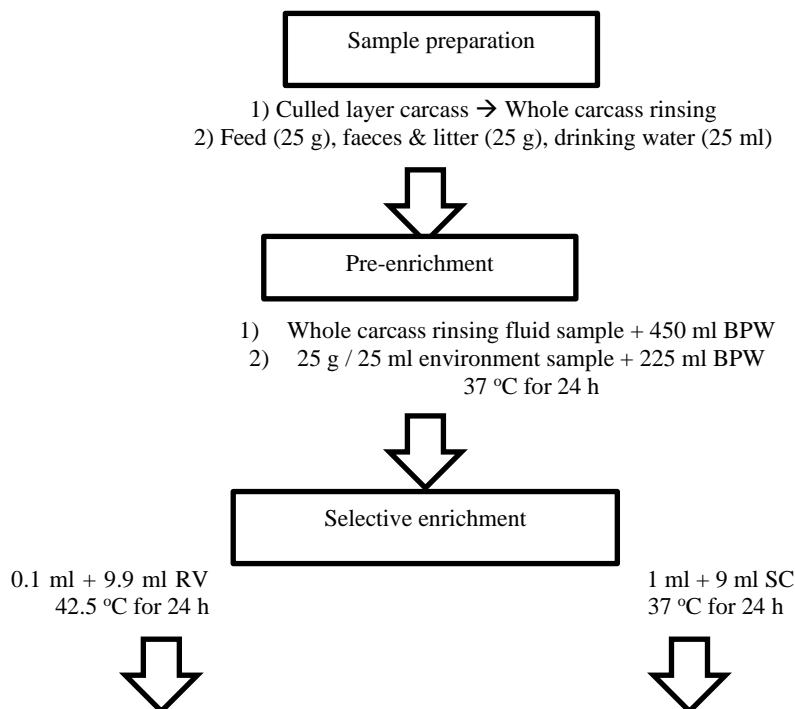 Sample preparation
1) Culled layer carcass → Whole carcass rinsing
2) Feed (25 g), faeces & litter (25 g), drinking water (25 ml)
Pre-enrichment
1) Whole carcass rinsing fluid sample + 450 ml BPW
2) 25 g / 25 ml environment sample + 225 ml BPW
37 °C for 24 h
Selective enrichment
0.1 ml + 9.9 ml RV
42.5 °C for 24 h
1 ml + 9 ml SC
37 °C for 24 h